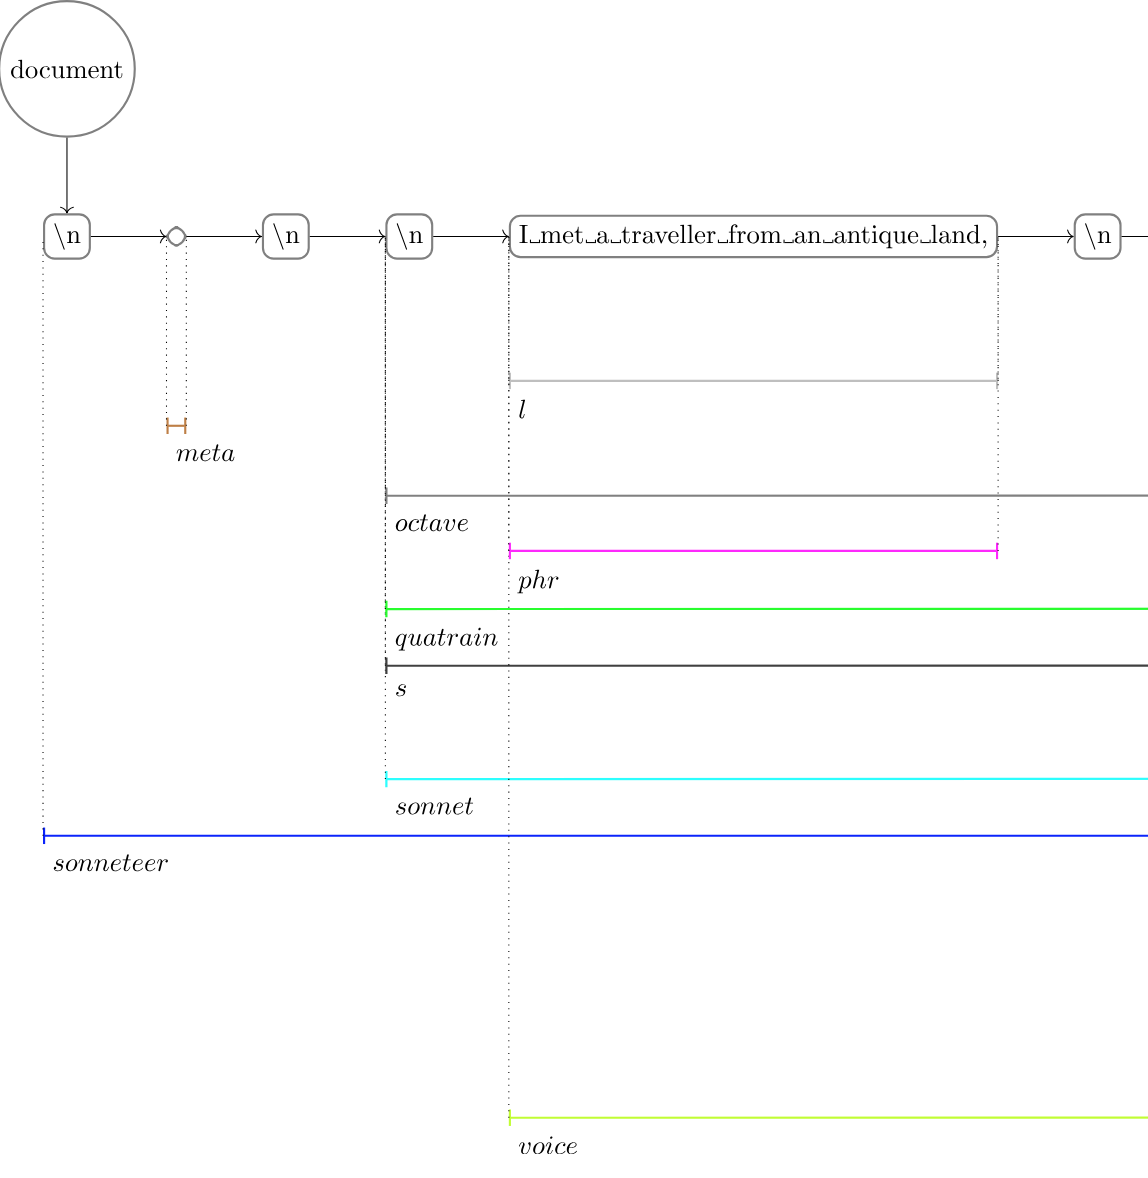 document
\n
\n
\n
I␣met␣a␣traveller␣from␣an␣antique␣land,
\n
l
meta
octave
phr
quatrain
s
sonnet
sonneteer
voice